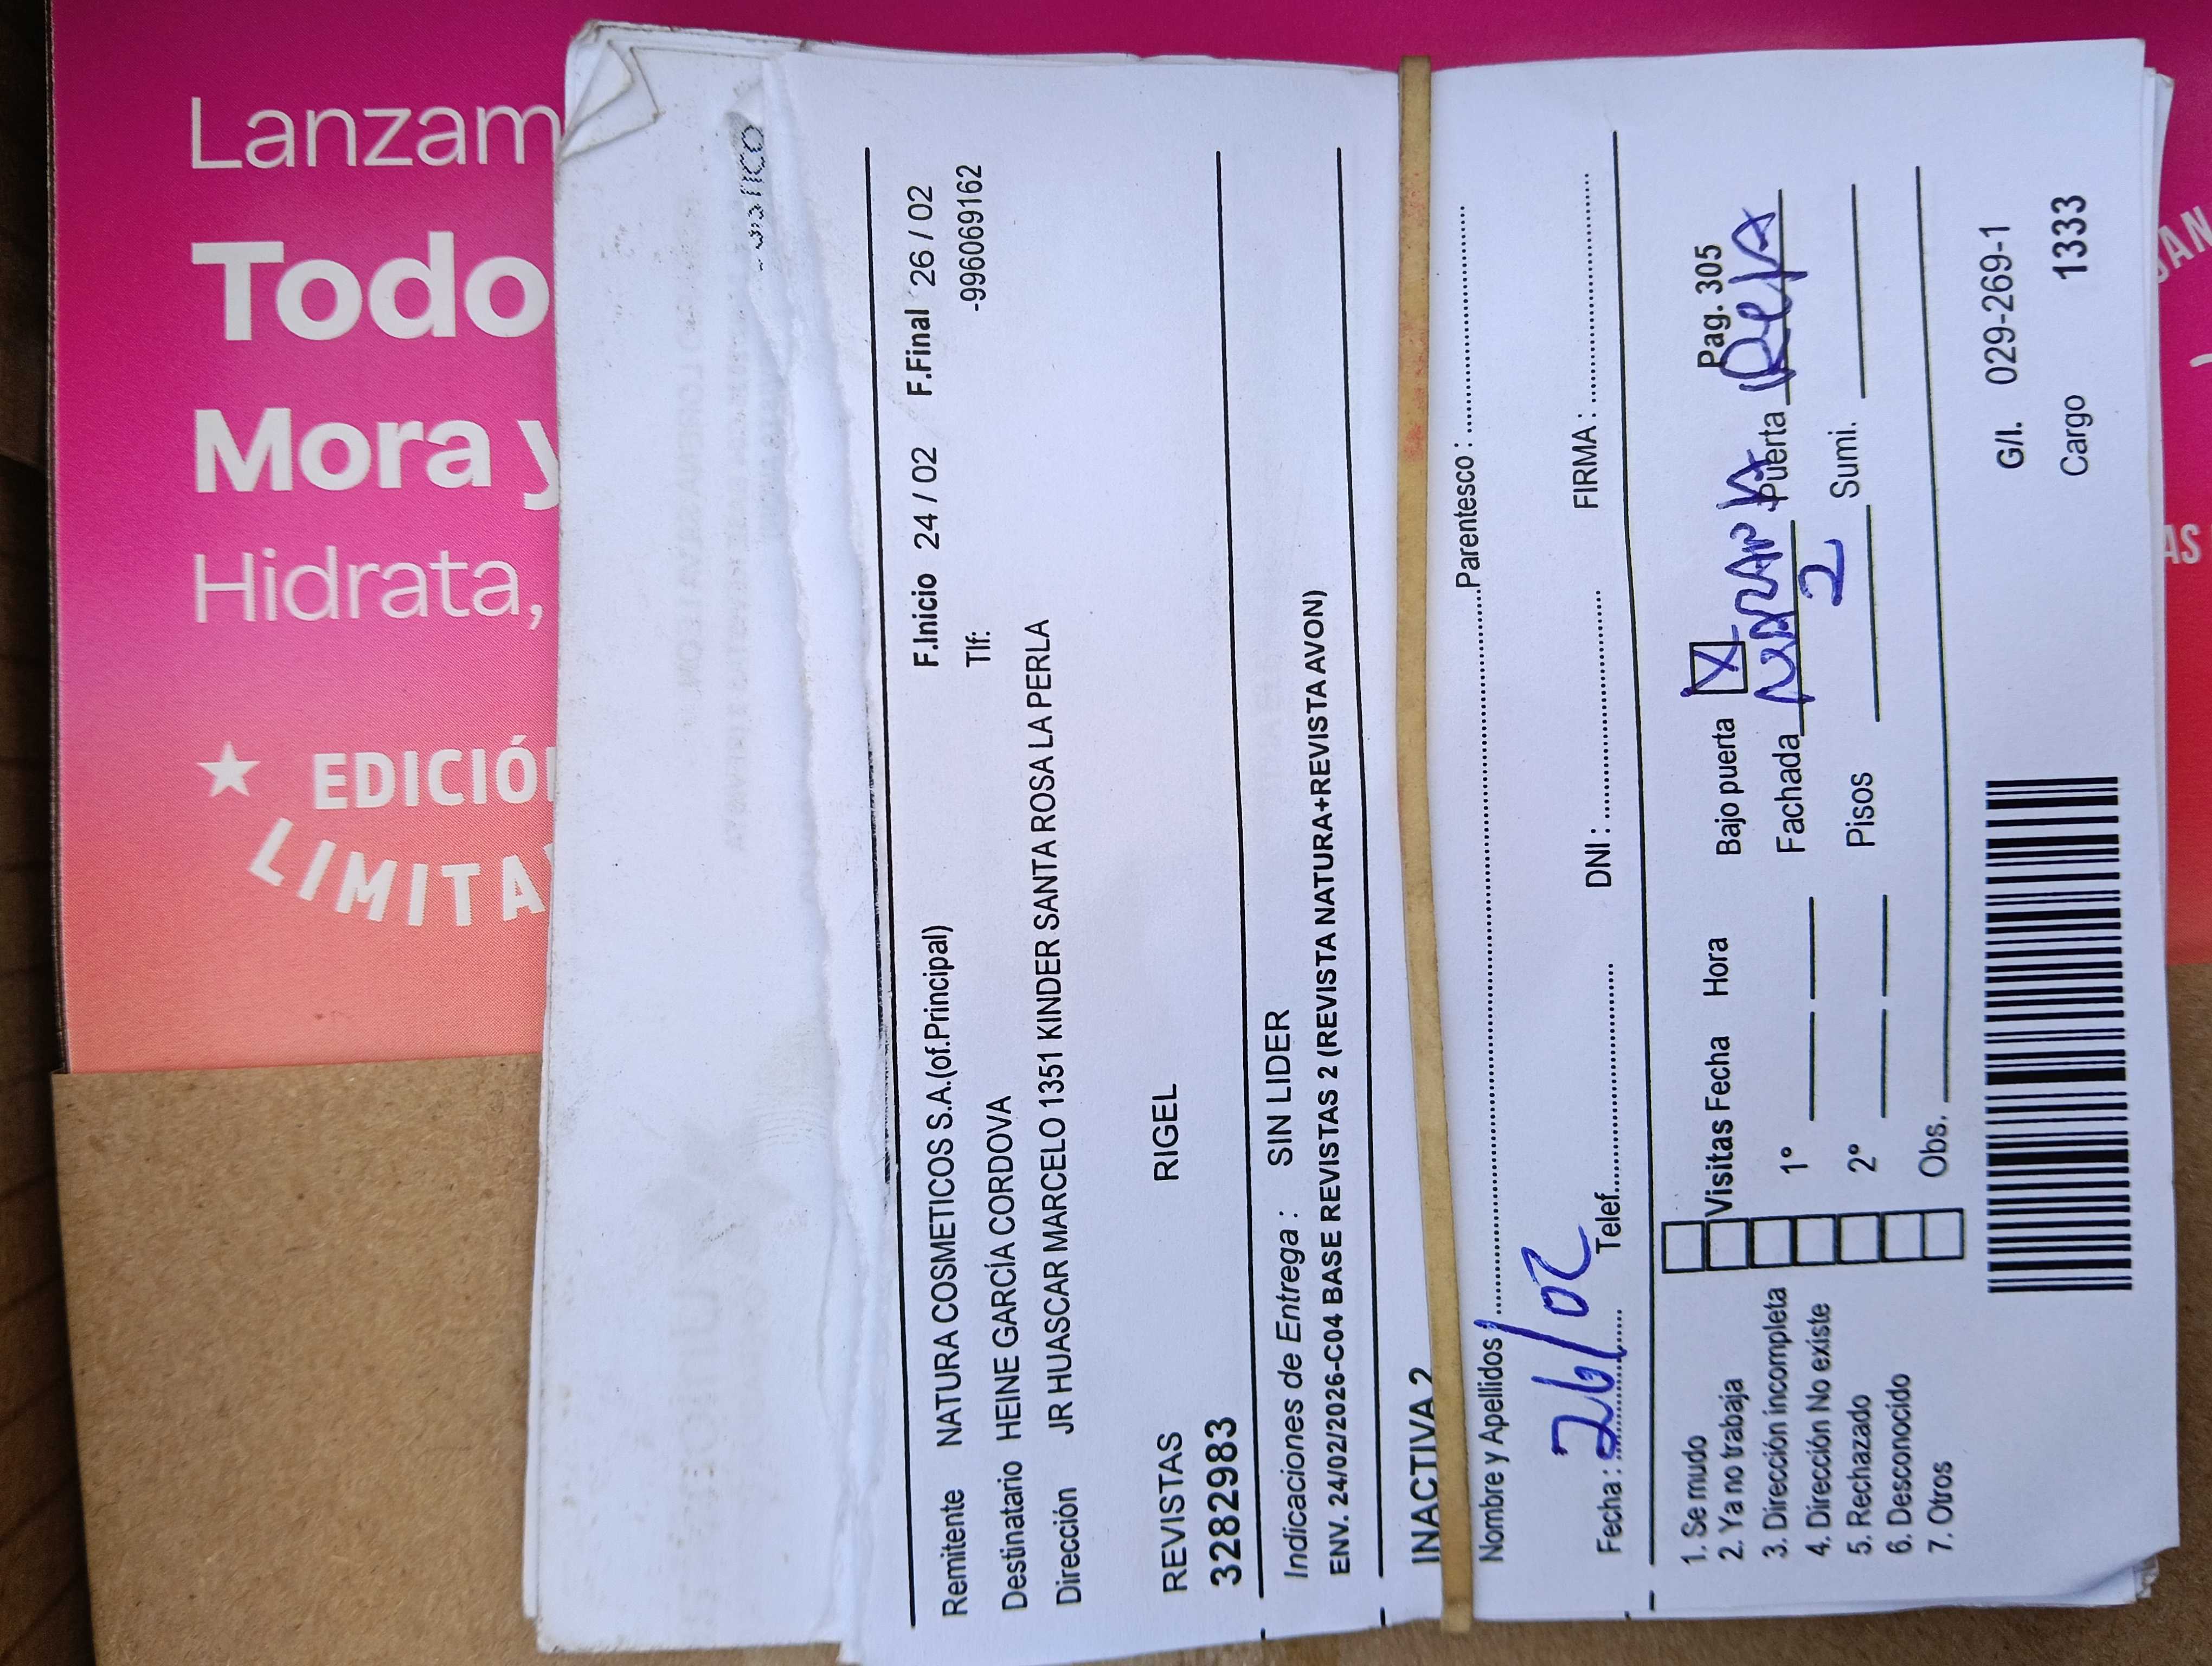 Lanzam
Todo
Mora y
Hidrata,
★ EDICIÓ
LIMITA
F.Inicio 24 / 02 F.Final 26 / 02
Remitente NATURA COSMETICOS S.A.(of.Principal) Tlf: -996069162
Destinatario HEINE GARCÍA CORDOVA
Dirección JR HUASCAR MARCELO 1351 KINDER SANTA ROSA LA PERLA
REVISTAS RIGEL
3282983
Indicaciones de Entrega : SIN LIDER
ENV. 24/02/2026-C04 BASE REVISTAS 2 (REVISTA NATURA+REVISTA AVON)
INACTIVA 2
Nombre y Apellidos Parentesco :
Fecha : 26/02 Telef. DNI : FIRMA :
1. Se mudo
2. Ya no trabaja
3. Dirección incompleta
4. Dirección No existe
5. Rechazado
6. Desconocido
7. Otros
Visitas Fecha Hora
1º
2º
Obs.
Bajo puerta X Pag. 305
Fachada NARANJA Puerta REJA
Pisos 2 Sumi.
G/I. 029-269-1
Cargo 1333
AS